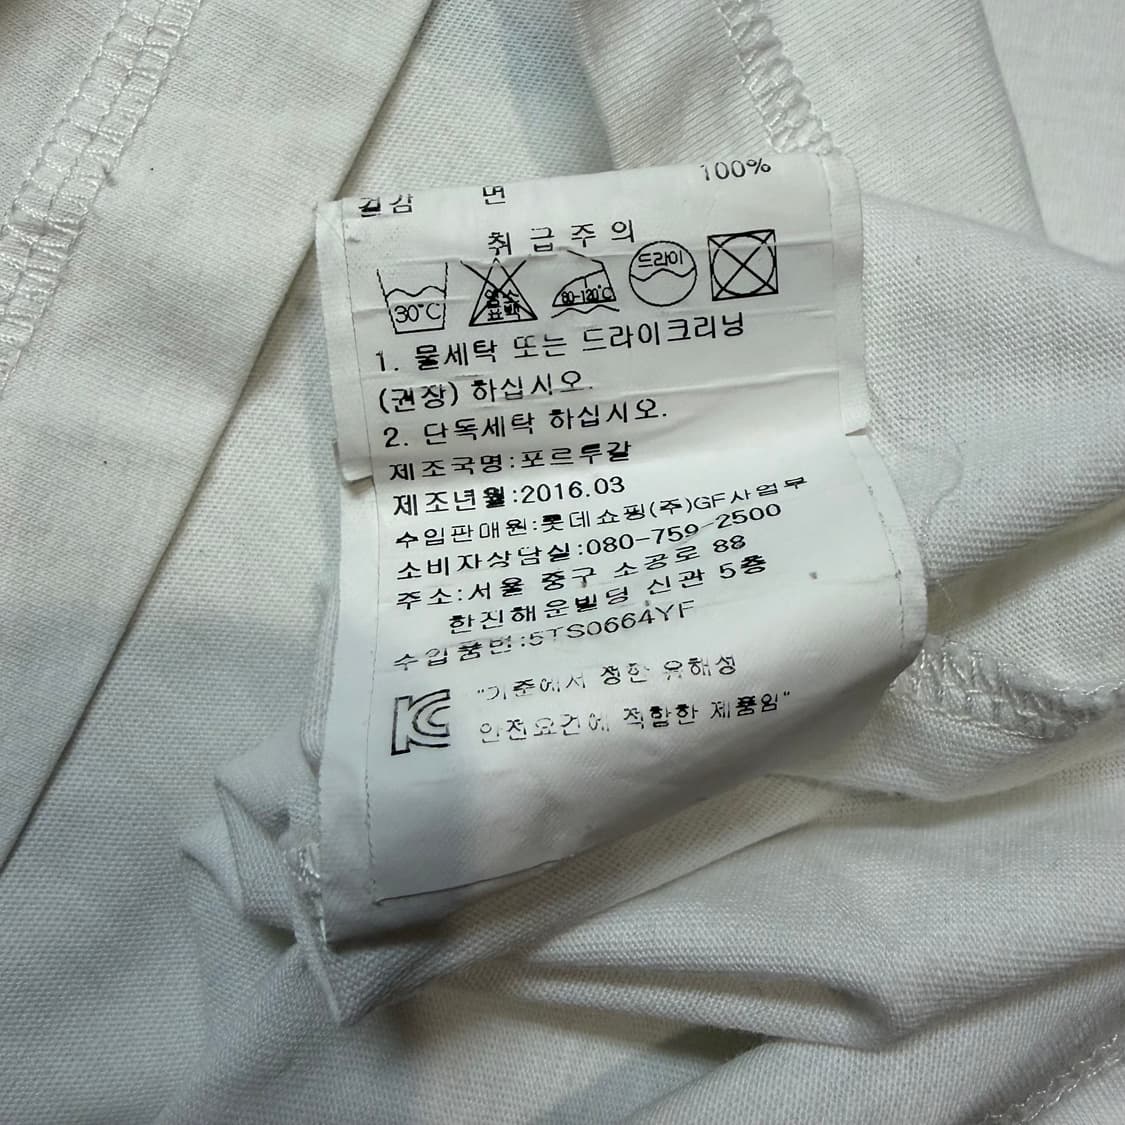 겉감 면 100%
취급주의
30°C 염소 표백 80-120°C 드라이
1. 물세탁 또는 드라이크리닝
(권장) 하십시오.
2. 단독세탁 하십시오.
제조국명:포르투갈
제조년월:2016.03
수입판매원:롯데쇼핑(주)GF사업부
소비자상담실:080-759-2500
주소:서울 중구 소공로 88
한진해운빌딩 신관 5층
수입품번:5TS0664YF
"기준에서 정한 유해성
안전요건에 적합한 제품임"